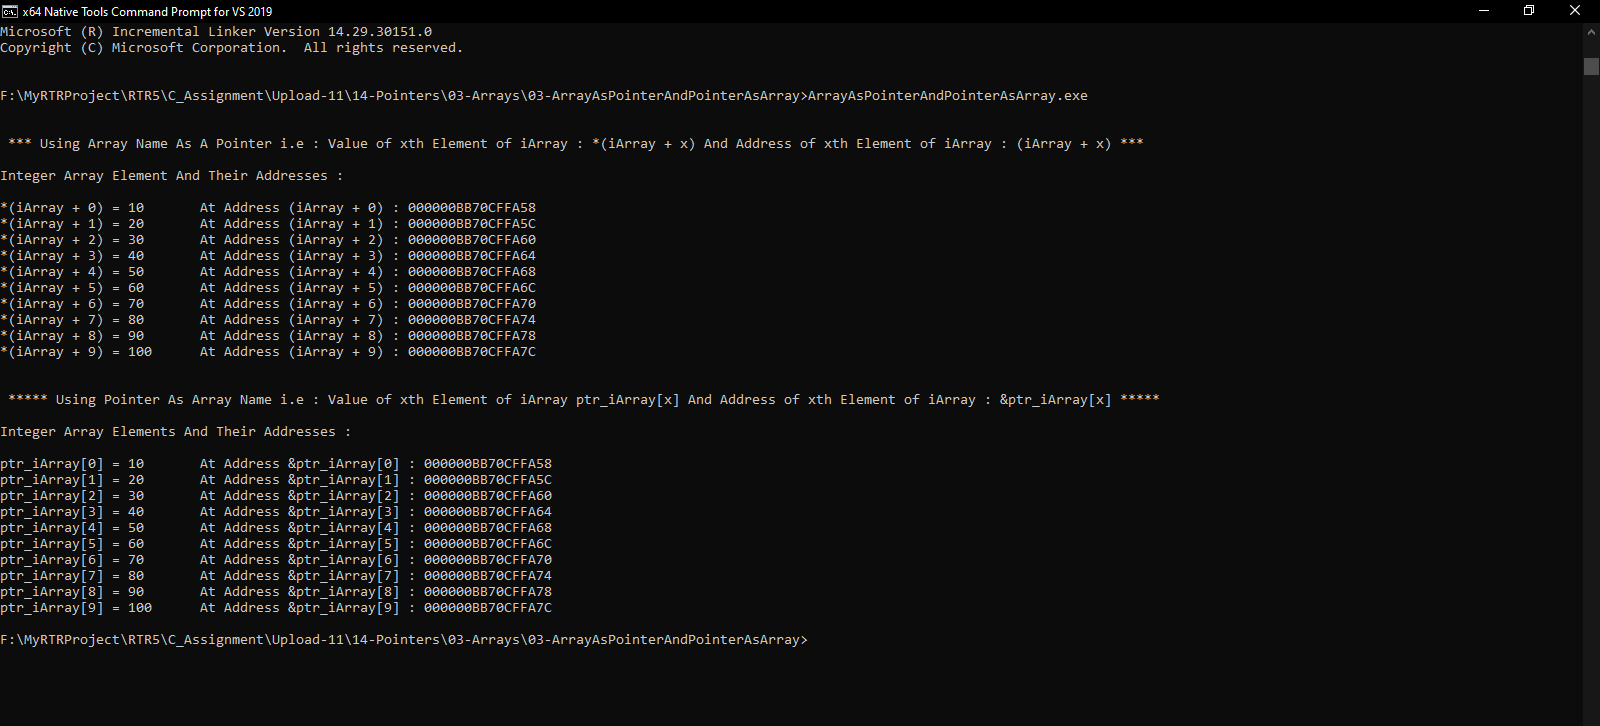 x64 Native Tools Command Prompt for VS 2019
Microsoft (R) Incremental Linker Version 14.29.30151.0
Copyright (C) Microsoft Corporation.  All rights reserved.
F:\MyRTRProject\RTR5\C_Assignment\Upload-11\14-Pointers\03-Arrays\03-ArrayAsPointerAndPointerAsArray>ArrayAsPointerAndPointerAsArray.exe
*** Using Array Name As A Pointer i.e : Value of xth Element of iArray : *(iArray + x) And Address of xth Element of iArray : (iArray + x) ***
Integer Array Element And Their Addresses :
*(iArray + 0) = 10       At Address (iArray + 0) : 000000BB70CFFA58
*(iArray + 1) = 20       At Address (iArray + 1) : 000000BB70CFFA5C
*(iArray + 2) = 30       At Address (iArray + 2) : 000000BB70CFFA60
*(iArray + 3) = 40       At Address (iArray + 3) : 000000BB70CFFA64
*(iArray + 4) = 50       At Address (iArray + 4) : 000000BB70CFFA68
*(iArray + 5) = 60       At Address (iArray + 5) : 000000BB70CFFA6C
*(iArray + 6) = 70       At Address (iArray + 6) : 000000BB70CFFA70
*(iArray + 7) = 80       At Address (iArray + 7) : 000000BB70CFFA74
*(iArray + 8) = 90       At Address (iArray + 8) : 000000BB70CFFA78
*(iArray + 9) = 100      At Address (iArray + 9) : 000000BB70CFFA7C
***** Using Pointer As Array Name i.e : Value of xth Element of iArray ptr_iArray[x] And Address of xth Element of iArray : &ptr_iArray[x] *****
Integer Array Elements And Their Addresses :
ptr_iArray[0] = 10       At Address &ptr_iArray[0] : 000000BB70CFFA58
ptr_iArray[1] = 20       At Address &ptr_iArray[1] : 000000BB70CFFA5C
ptr_iArray[2] = 30       At Address &ptr_iArray[2] : 000000BB70CFFA60
ptr_iArray[3] = 40       At Address &ptr_iArray[3] : 000000BB70CFFA64
ptr_iArray[4] = 50       At Address &ptr_iArray[4] : 000000BB70CFFA68
ptr_iArray[5] = 60       At Address &ptr_iArray[5] : 000000BB70CFFA6C
ptr_iArray[6] = 70       At Address &ptr_iArray[6] : 000000BB70CFFA70
ptr_iArray[7] = 80       At Address &ptr_iArray[7] : 000000BB70CFFA74
ptr_iArray[8] = 90       At Address &ptr_iArray[8] : 000000BB70CFFA78
ptr_iArray[9] = 100      At Address &ptr_iArray[9] : 000000BB70CFFA7C
F:\MyRTRProject\RTR5\C_Assignment\Upload-11\14-Pointers\03-Arrays\03-ArrayAsPointerAndPointerAsArray>